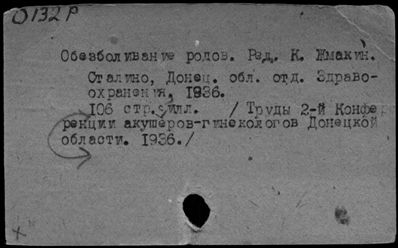 O132P
Обезболивание родов. Ред. К. Жмакин.
Сталино, Донец. обл. отд. Здраво-
охранения, 1936.
106 стр. илл. /Труды 2-й Конфе
ренции акушеров-гинекологов Донецкой
области. 1936./